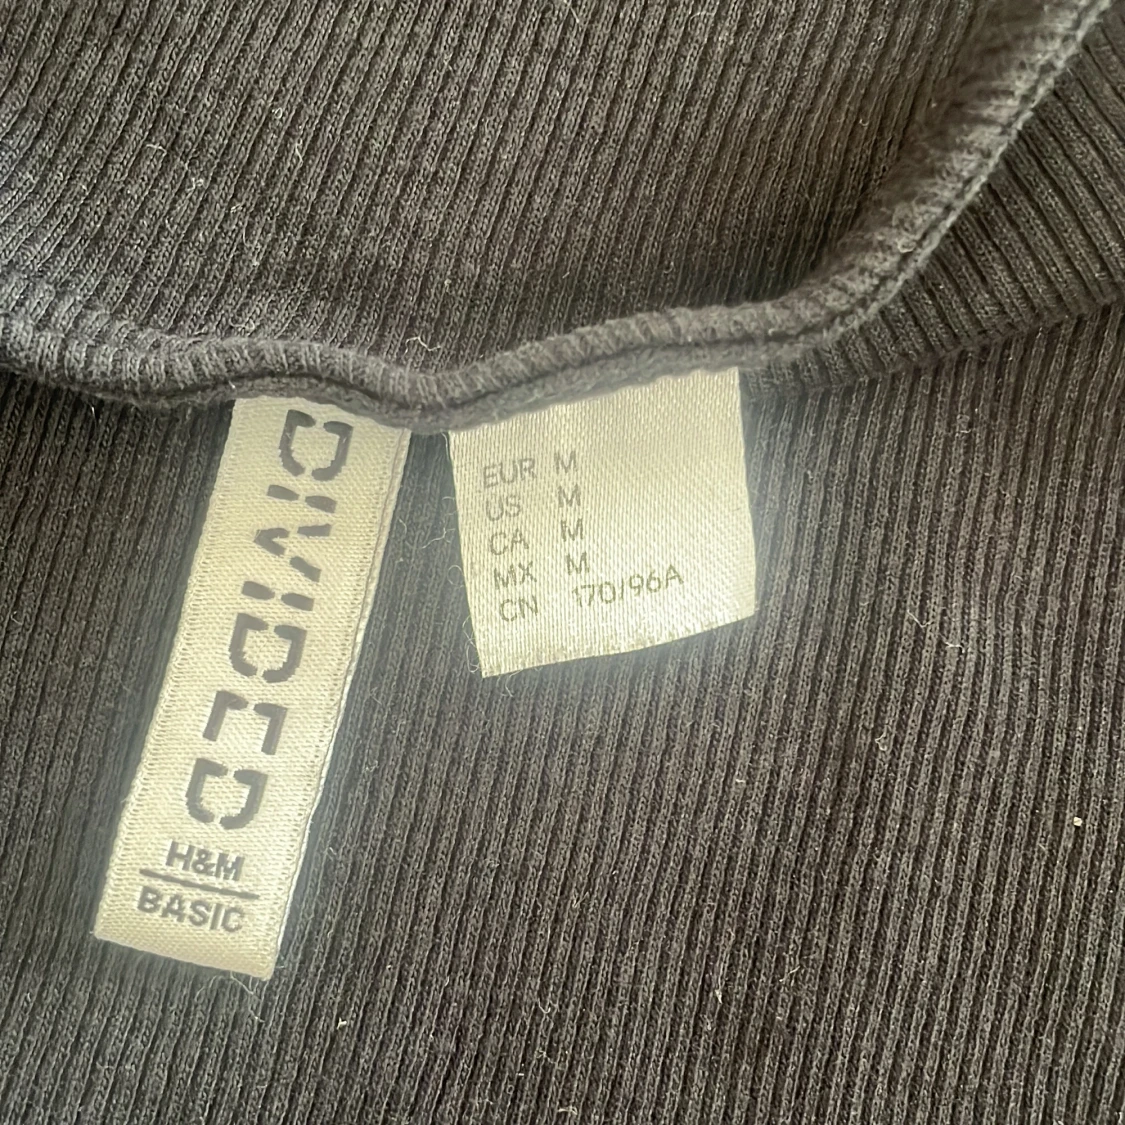 DIVIDED
H&M
BASIC
EUR M
US M
CA M
MX M
CN 170/96A